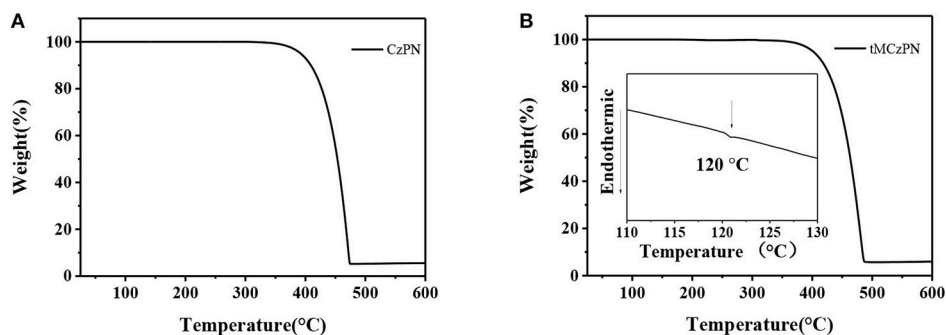 A
B
CzPN
tMCzPN
Weight(%)
100
80
60
40
20
0
100 200 300 400 500 600
Temperature(°C)
Weight(%)
100
80
60
40
20
0
Endothermic
120 °C
110 115 120 125 130
Temperature （°C）
100 200 300 400 500 600
Temperature(°C)